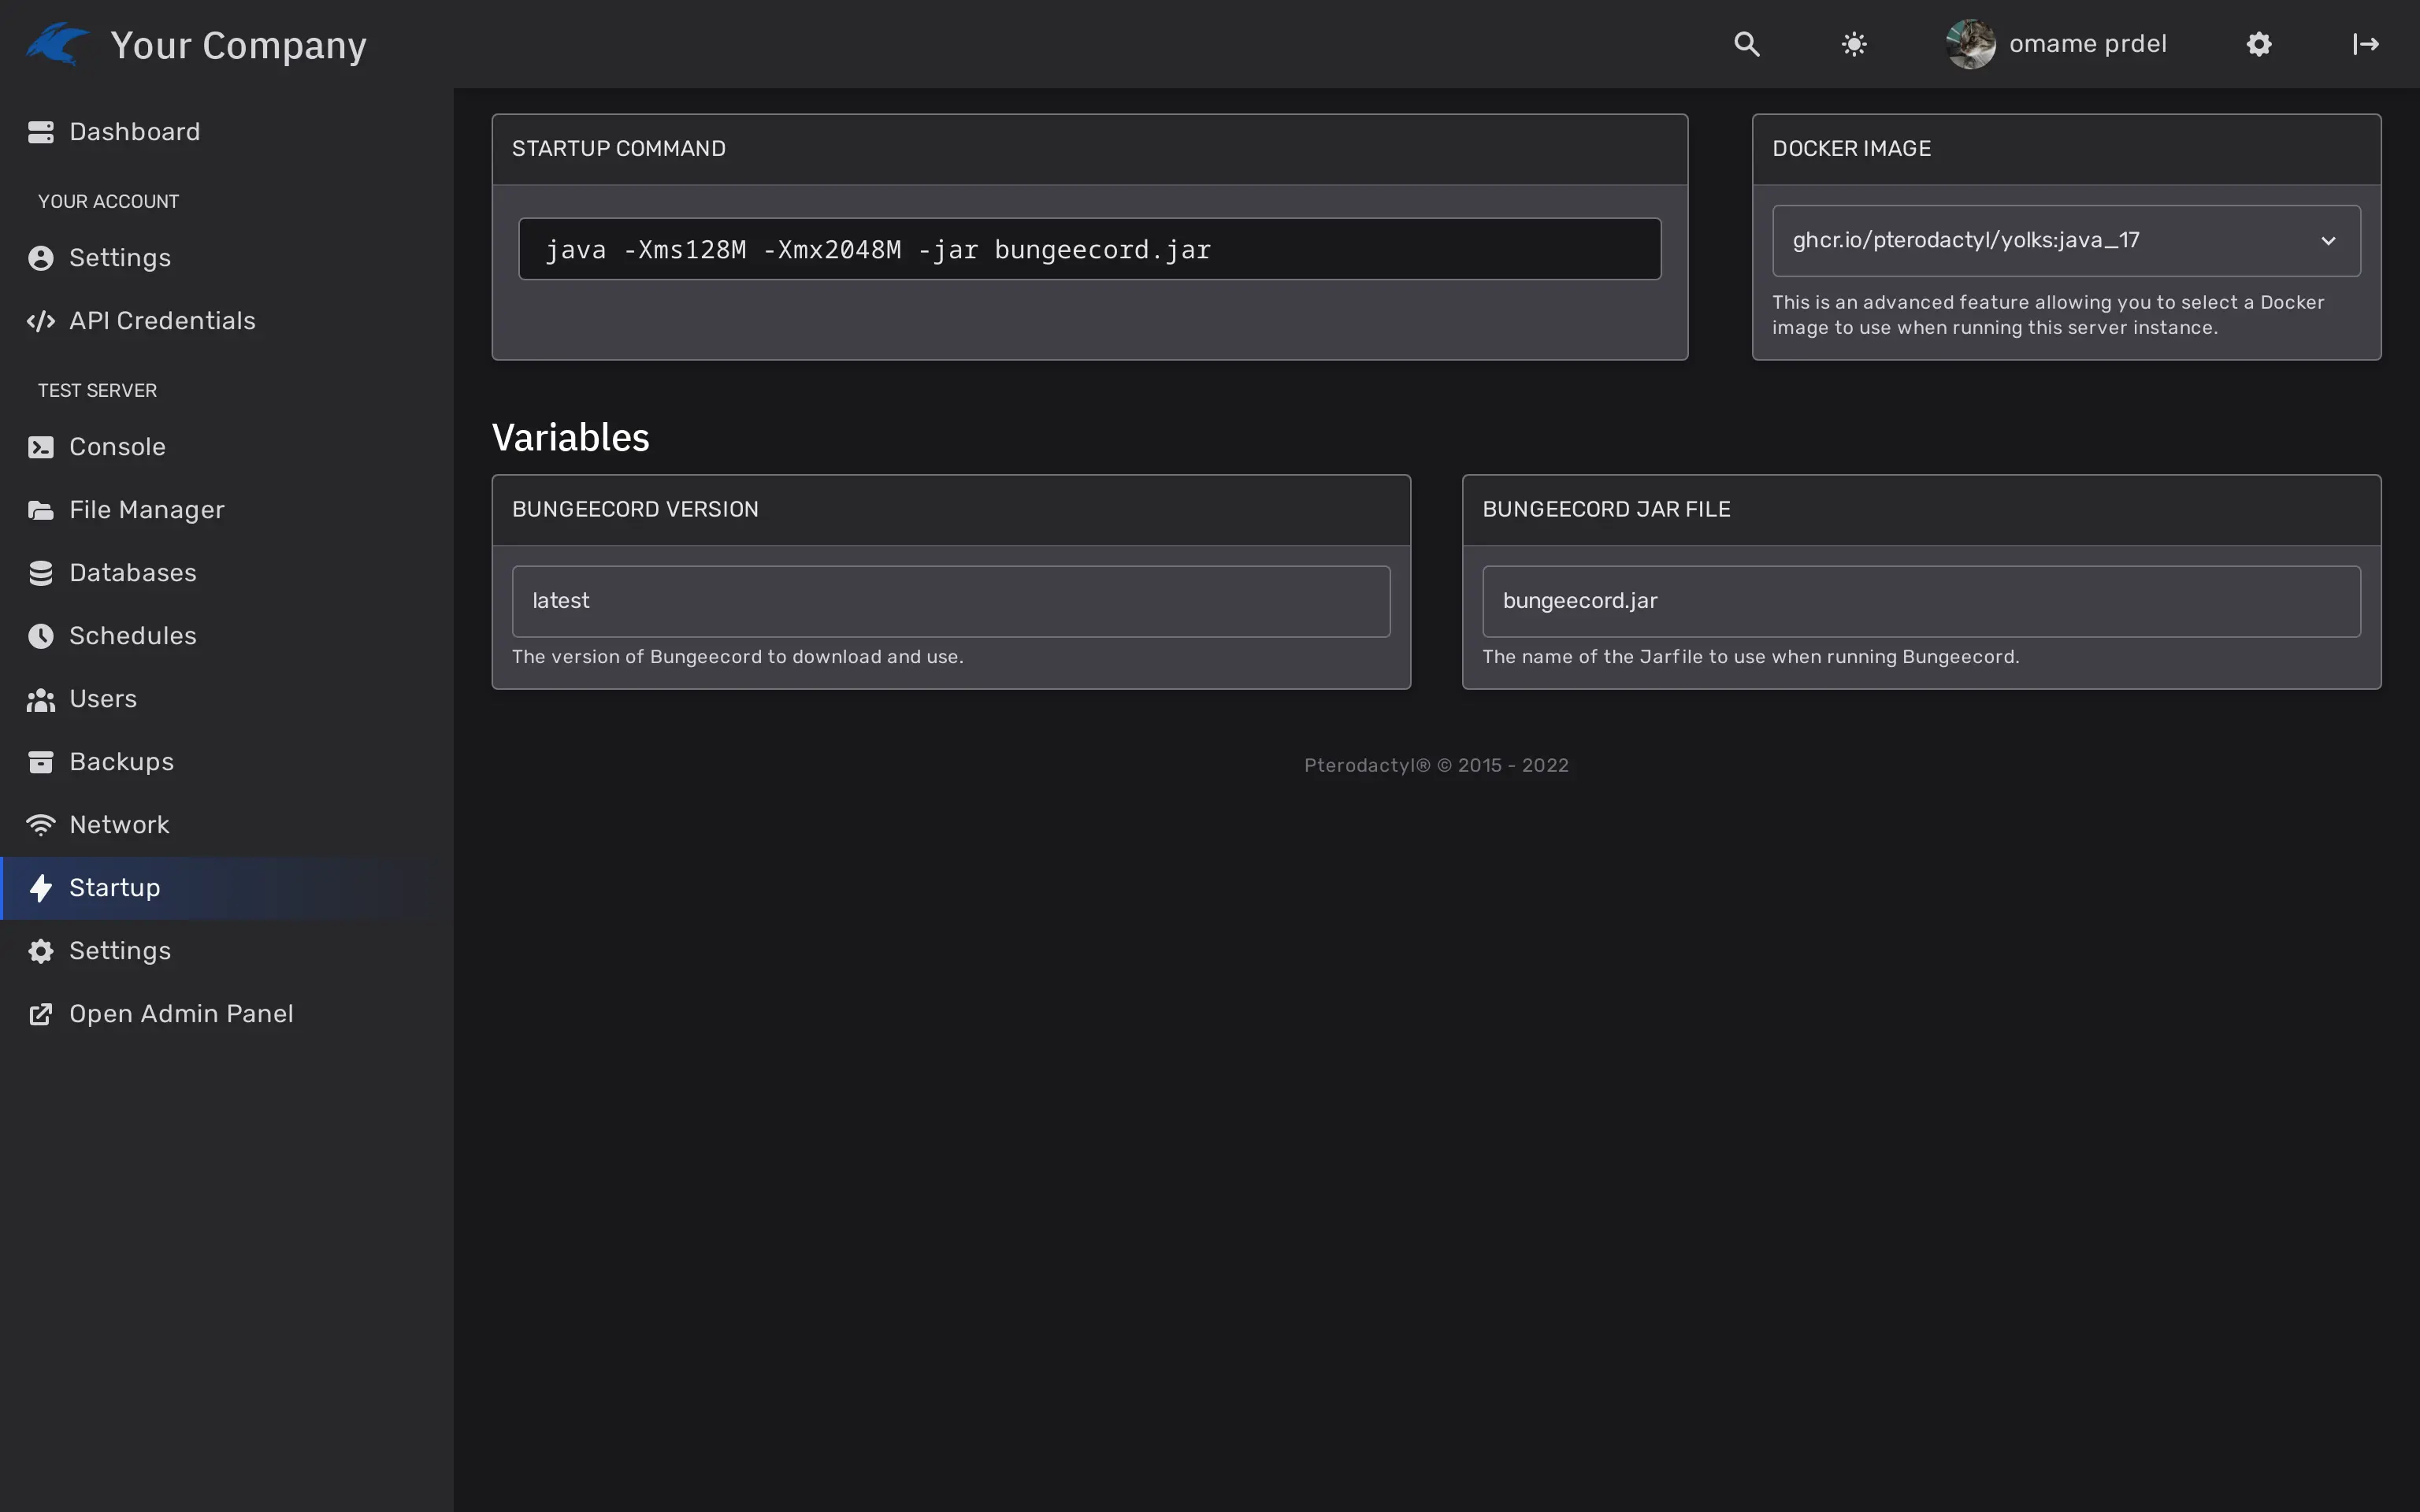 Your Company
omame prdel
Dashboard
YOUR ACCOUNT
Settings
API Credentials
TEST SERVER
Console
File Manager
Databases
Schedules
Users
Backups
Network
Startup
Settings
Open Admin Panel
STARTUP COMMAND
java -Xms128M -Xmx2048M -jar bungeecord.jar
DOCKER IMAGE
ghcr.io/pterodactyl/yolks:java_17
This is an advanced feature allowing you to select a Docker
image to use when running this server instance.
Variables
BUNGEECORD VERSION
latest
The version of Bungeecord to download and use.
BUNGEECORD JAR FILE
bungeecord.jar
The name of the Jarfile to use when running Bungeecord.
Pterodactyl® © 2015 - 2022